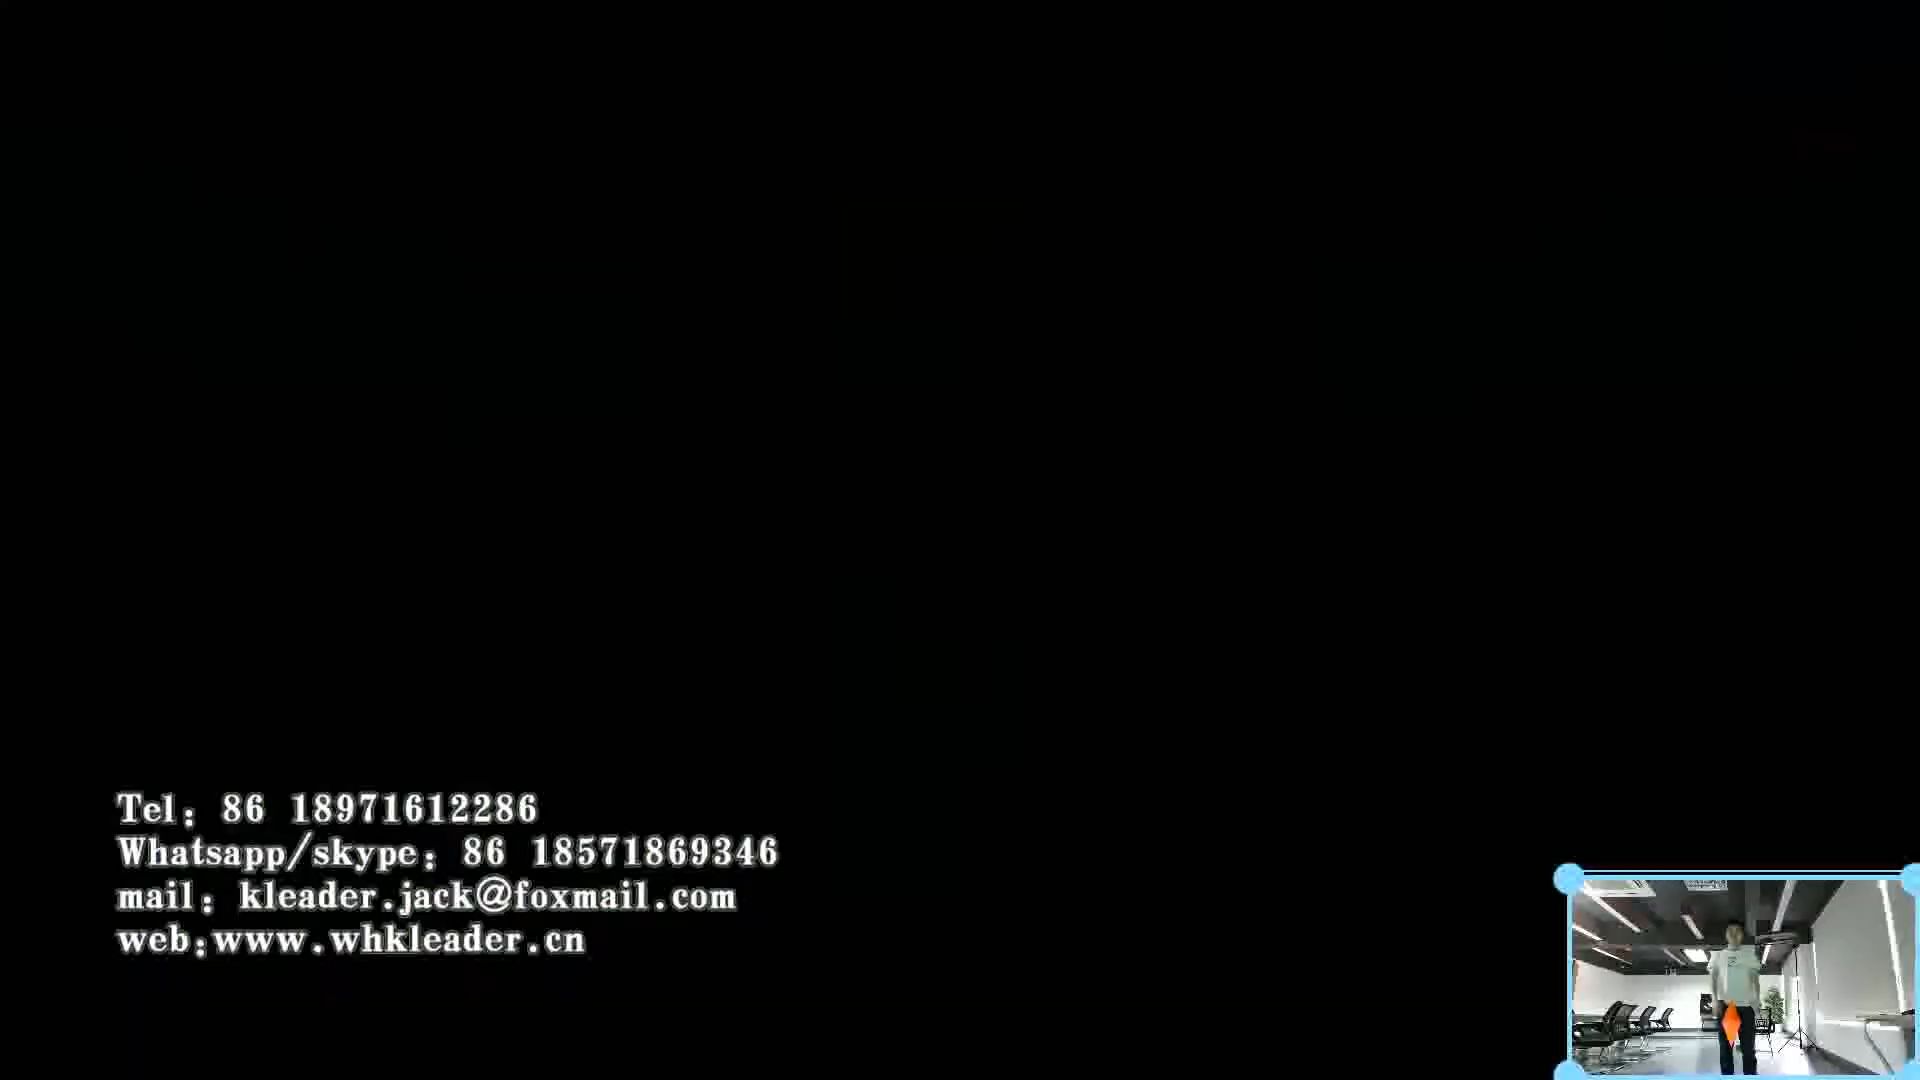 Tel：86 18971612286
Whatsapp/skype：86 18571869346
mail：kleader.jack@foxmail.com
web:www.whkleader.cn